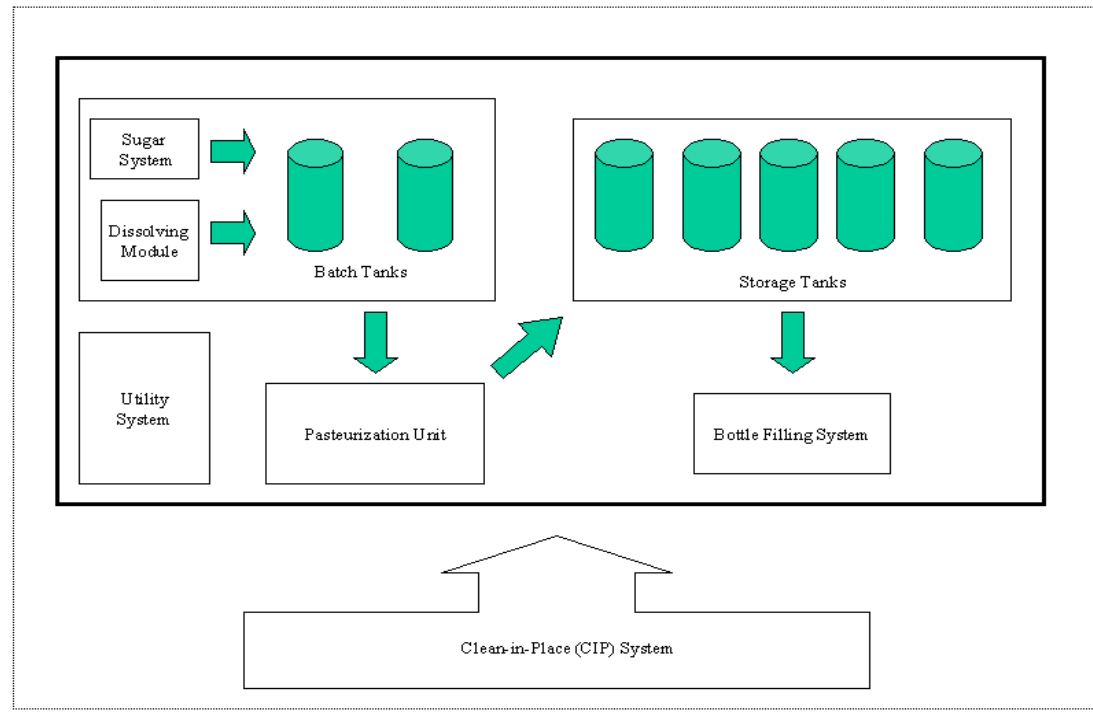 Sugar
System
Dissolving
Module
Batch Tanks
Storage Tanks
Utility
System
Pasteurization Unit
Bottle Filling System
Clean-in-Place (CIP) System